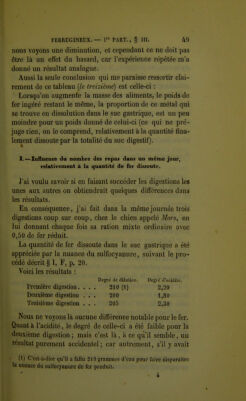 FERRUGINEUX. — 1re PART., § III. 49
nous voyons une diminution, et cependant ce ne doit pas
être là un effet du hasard, car l'expérience répétée m'a
donné un résultat analogue.
Aussi la seule conclusion qui me paraisse ressortir clai-
rement de ce tableau (le treizième) est celle-ci :
Lorsqu'on augmente la masse des aliments, le poids de
fer ingéré restant le même, la proportion de ce métal qui
se trouve en dissolution dans le suc gastrique, est un peu
moindre pour un poids donné de celui-ci (ce qui ne pré-
juge rien, on le comprend, relativement à la quantité fina-
lement dissoute par la totalité du suc digestif).
I. — Influence du nombre des repas dans un même jour,
relativement à la quantité de fer dissoute.
J'ai voulu savoir si en faisant succéder les digestions les
unes aux autres on obtiendrait quelques différences dans
les résultats.
En conséquence, j'ai fait dans la même journée trois
digestions coup sur coup, chez le chien appelé Mors, en
lui donnant chaque fois sa ration mixte ordinaire avec
0,50 de fer réduit.
La quantité de fer dissoute dans le suc gastrique a été
appréciée par la nuance du sulfocyanure, suivant le pro-
cédé décrit § I, F, p. 20.
Voici les résultats :
Degré de dilution. Degré d'acidité.
Première digestion. . . . 210 (1) 2,20
Deuxième digestion . . . 200 1,80
Troisième digestion . . . 205 2,30
Nous ne voyons là aucune différence notable pour le fer.
Quant à l'acidité, le degré de celle-ci a été faible pour la
deuxième digestion ; mais c'est là, à ce qu'il semble, un
résultat purement accidentel ; car autrement, s'il y avait
(1) C'est-à-dire qu'il a fallu 210 grammes d'eau pour faire disparaître
la nuance du sulfocyanure de fer produit.
4